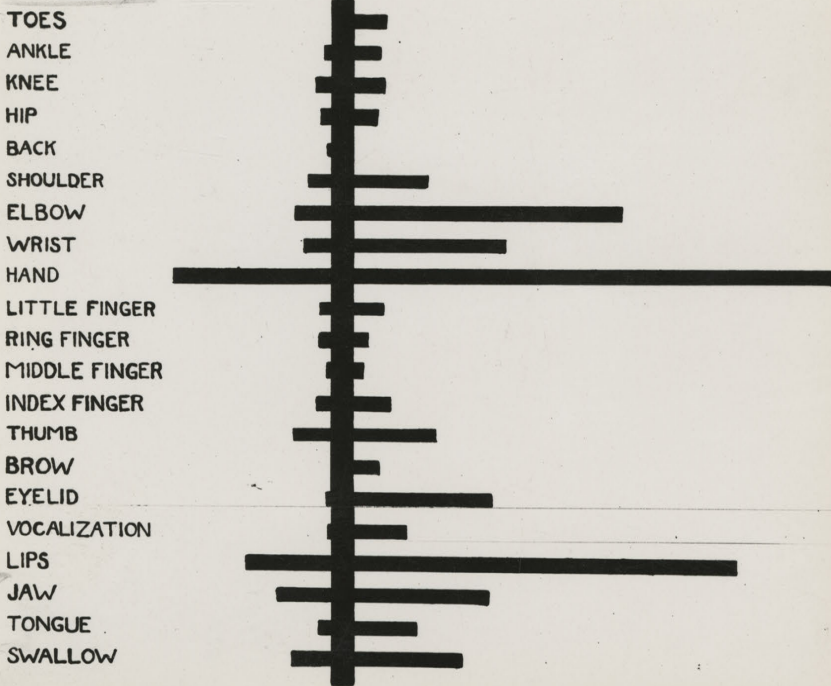 TOES
ANKLE
KNEE
HIP
BACK
SHOULDER
ELBOW
WRIST
HAND
LITTLE FINGER
RING FINGER
MIDDLE FINGER
INDEX FINGER
THUMB
BROW
EYELID
VOCALIZATION
LIPS
JAW
TONGUE
SWALLOW